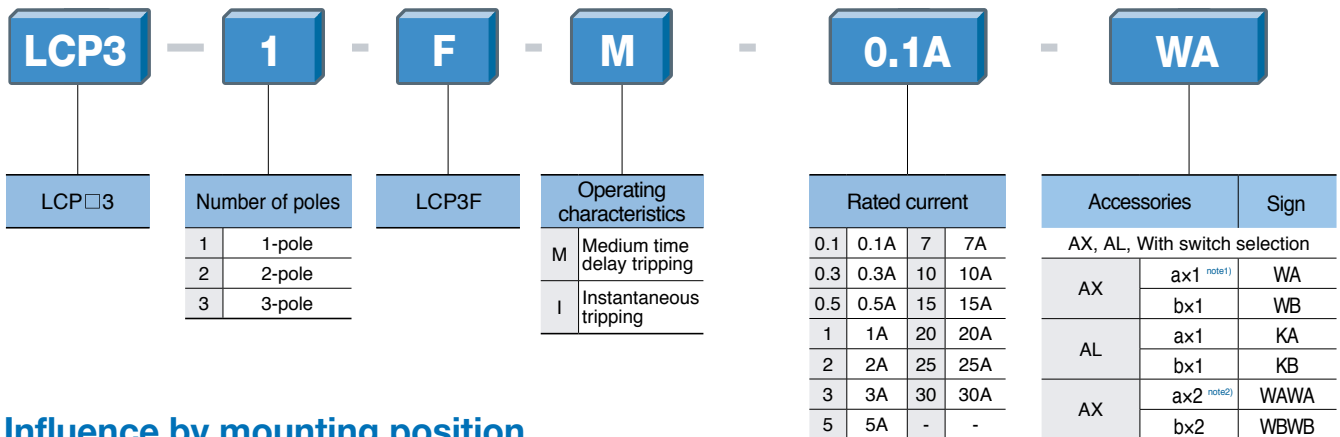 LCP3 — 1 - F - M - 0.1A - WA
LCP□3
Number of poles
1 1-pole
2 2-pole
3 3-pole
LCP3F
Operating
characteristics
M Medium time
delay tripping
I Instantaneous
tripping
Rated current
0.1 0.1A 7 7A
0.3 0.3A 10 10A
0.5 0.5A 15 15A
1 1A 20 20A
2 2A 25 25A
3 3A 30 30A
5 5A - -
Accessories Sign
AX, AL, With switch selection
AX a×1 note1) WA
b×1 WB
AL a×1 KA
b×1 KB
AX a×2 note2) WAWA
b×2 WBWB
Influence by mounting position